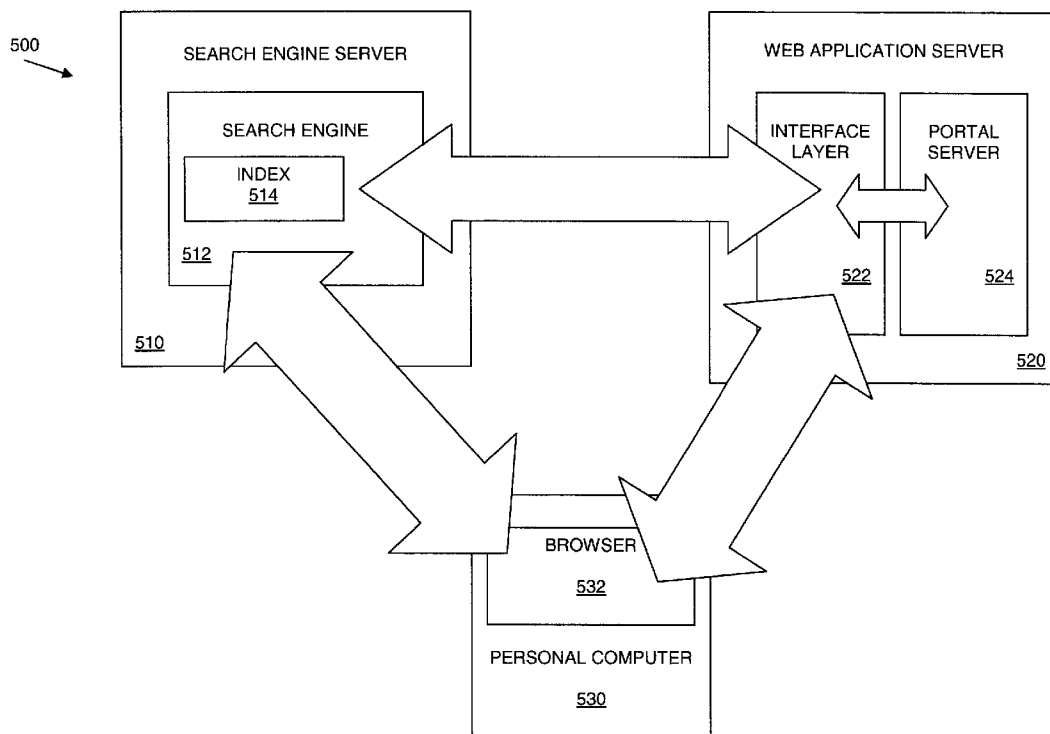 500
SEARCH ENGINE SERVER
SEARCH ENGINE
INDEX
514
512
510
WEB APPLICATION SERVER
INTERFACE
LAYER
522
PORTAL
SERVER
524
520
BROWSER
532
PERSONAL COMPUTER
530